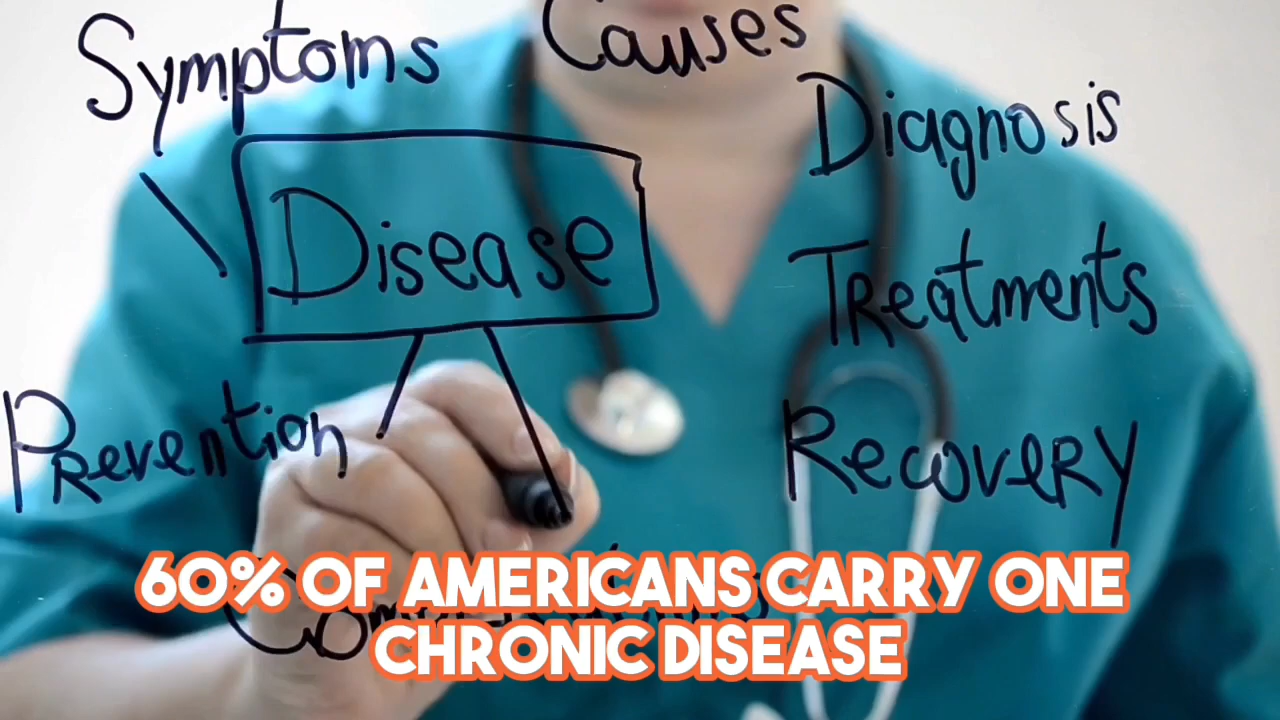 Symptoms
Causes
Diagnosis
Disease
Treatments
Prevention
Recovery
60% OF AMERICANS CARRY ONE
CHRONIC DISEASE